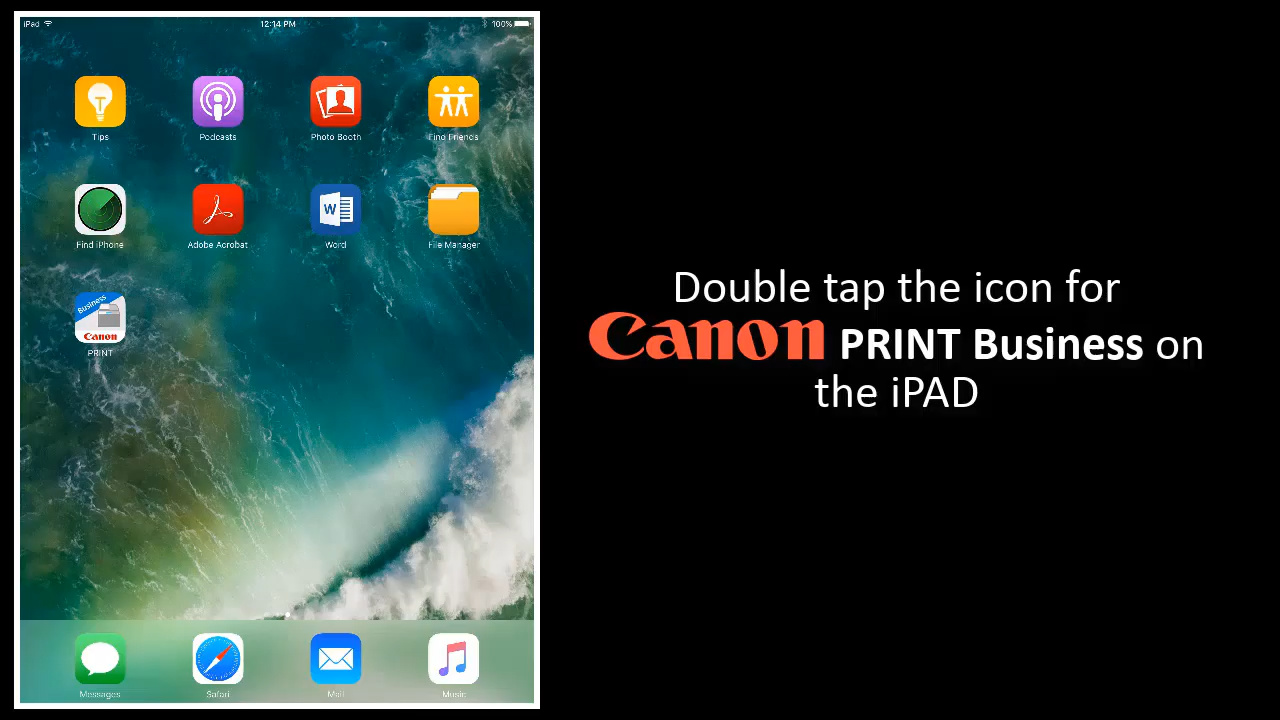 iPad 12:14 PM 100%
Tips Podcasts Photo Booth Find Friends
Find iPhone Adobe Acrobat Word File Manager
Business
Canon
PRINT
Messages Safari Mail Music
Double tap the icon for
Canon PRINT Business on
the iPAD